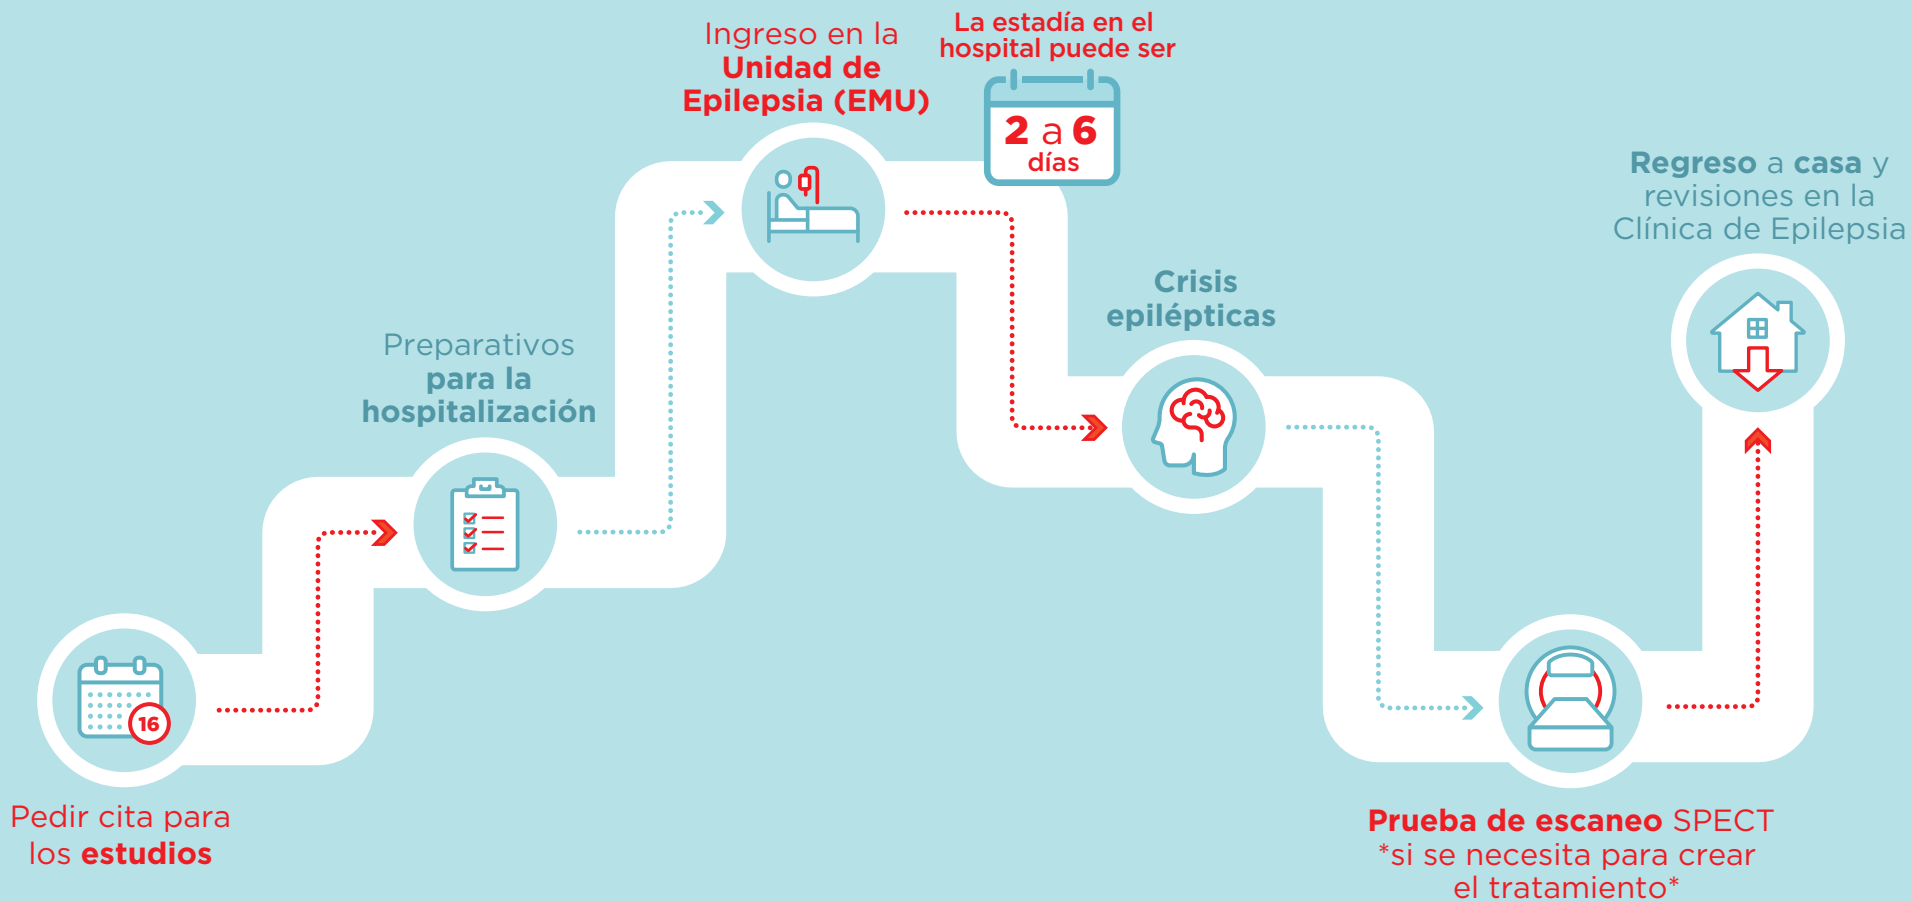 Pedir cita para
los estudios
16
Preparativos
para la
hospitalización
Ingreso en la
Unidad de
Epilepsia (EMU)
La estadía en el
hospital puede ser
2 a 6
días
Crisis
epilépticas
Prueba de escaneo SPECT
*si se necesita para crear
el tratamiento*
Regreso a casa y
revisiones en la
Clínica de Epilepsia